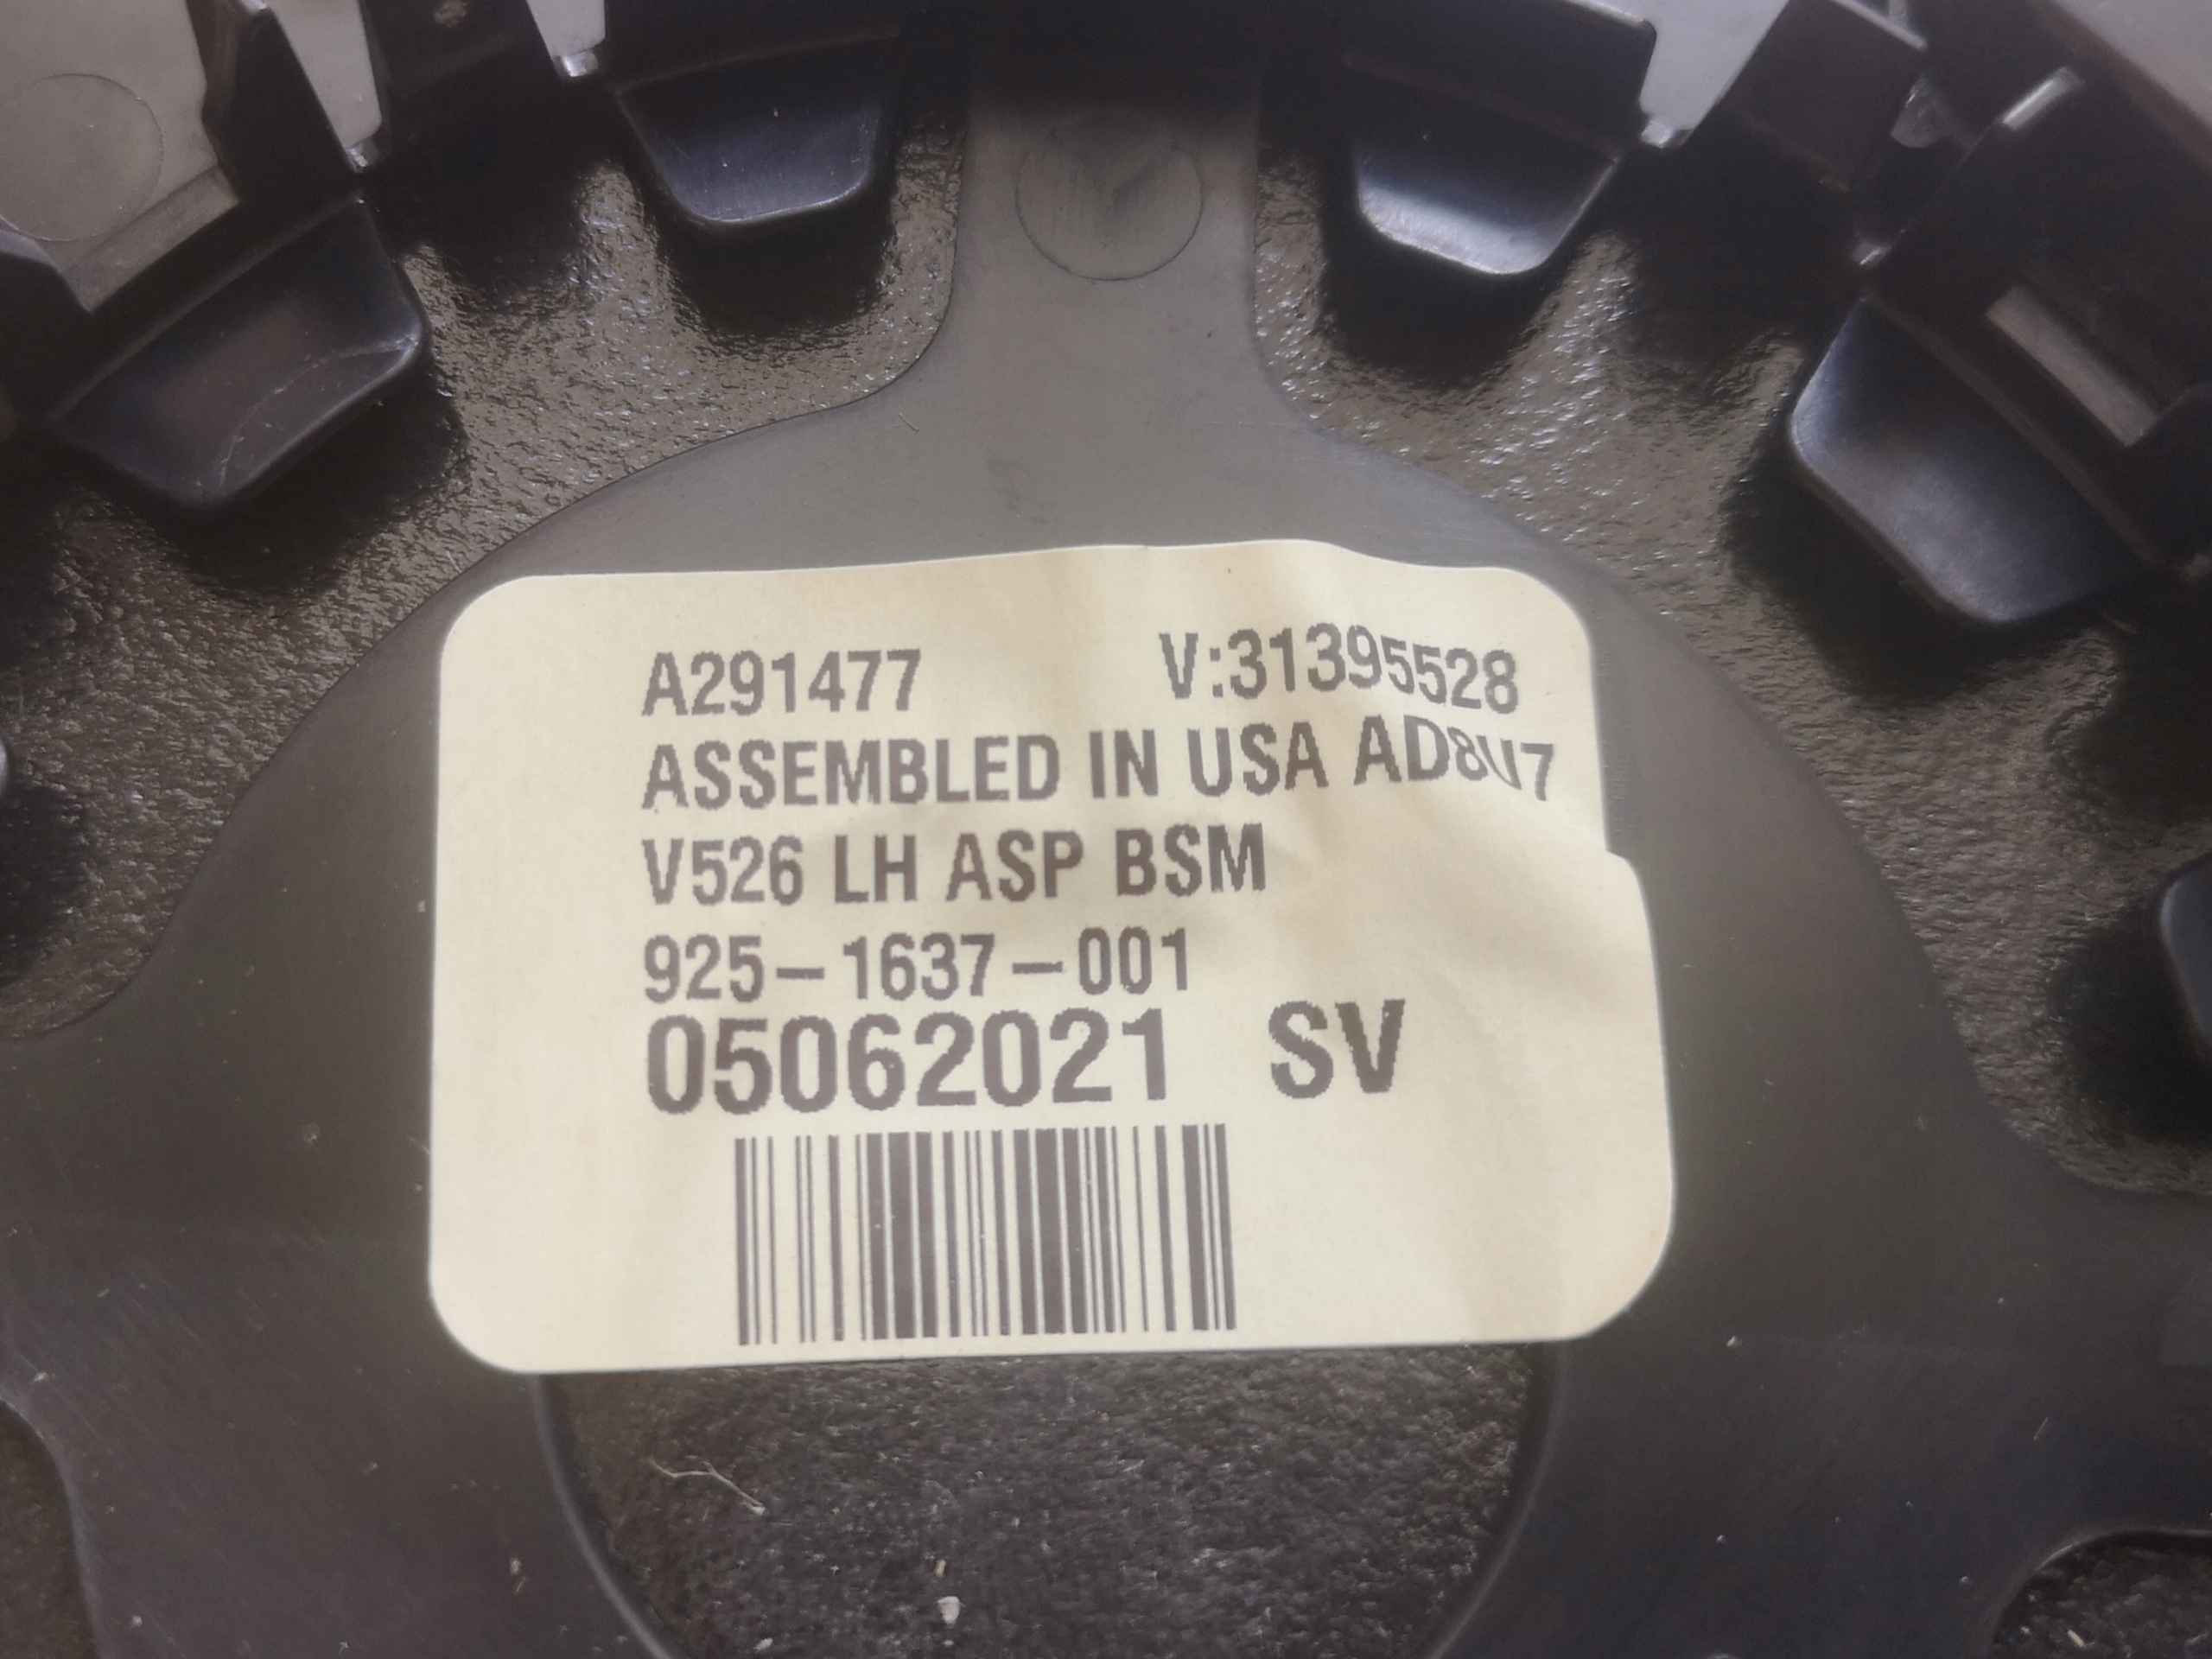 A291477 V:31395528
ASSEMBLED IN USA AD8U7
V526 LH ASP BSM
925-1637-001
05062021 SV